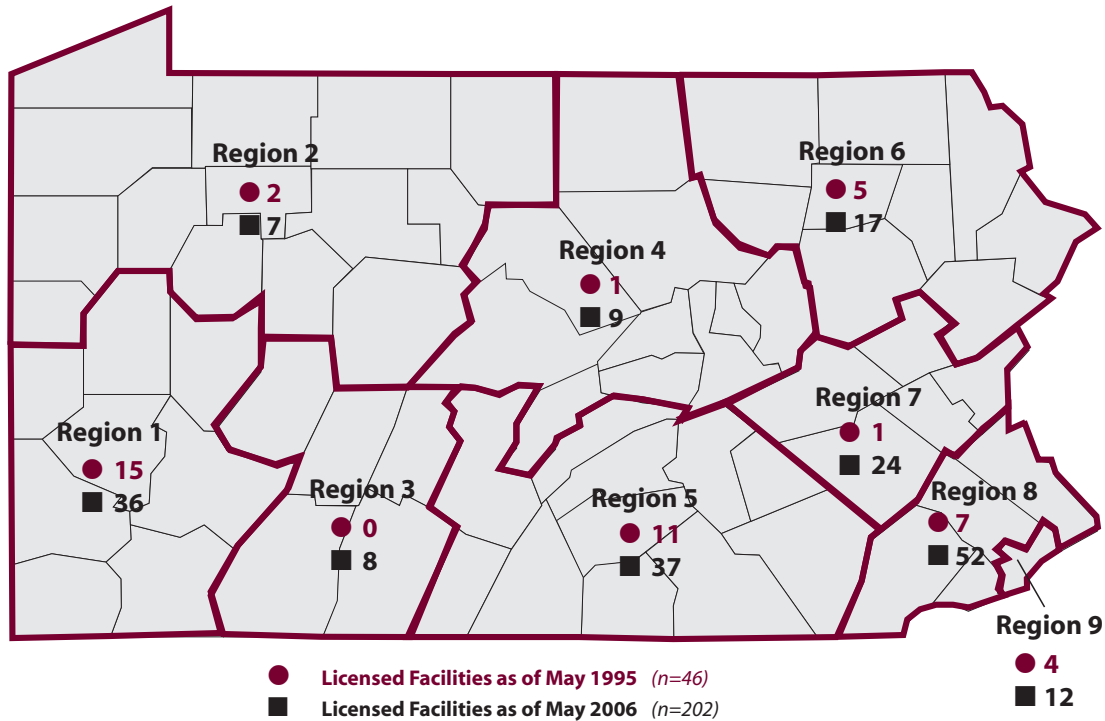 Region 2
2
7
Region 6
5
17
Region 4
1
9
Region 7
1
24
Region 1
15
36
Region 3
0
8
Region 5
11
37
Region 8
7
52
Region 9
4
12
Licensed Facilities as of May 1995 (n=46)
Licensed Facilities as of May 2006 (n=202)